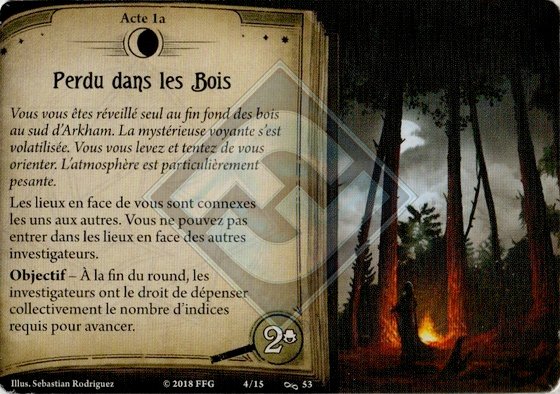 Acte 1a
Perdu dans les Bois
Vous vous êtes réveillé seul au fin fond des bois
au sud d'Arkham. La mystérieuse voyante s'est
volatilisée. Vous vous levez et tentez de vous
orienter. L'atmosphère est particulièrement
pesante.
Les lieux en face de vous sont connexes
les uns aux autres. Vous ne pouvez pas
entrer dans les lieux en face des autres
investigateurs.
Objectif – À la fin du round, les
investigateurs ont le droit de dépenser
collectivement le nombre d'indices
requis pour avancer.
2
Illus. Sebastian Rodriguez © 2018 FFG 4/15 53